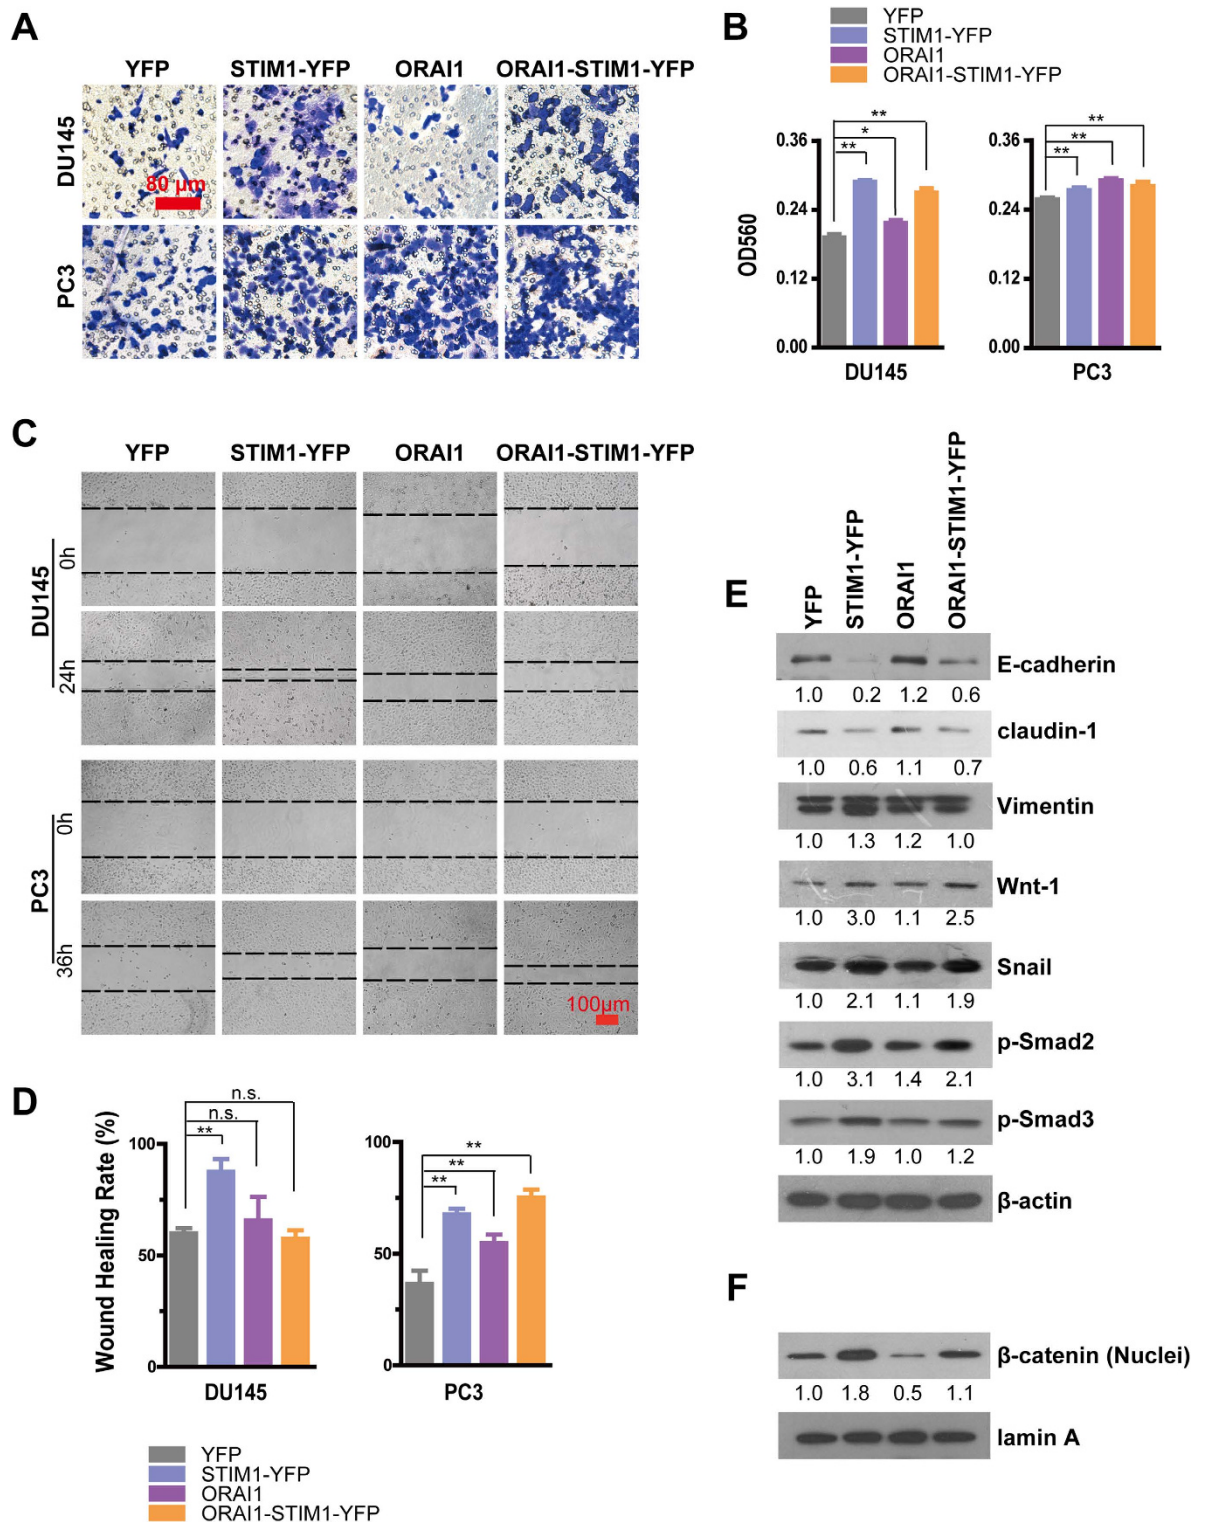 A
YFP STIM1-YFP ORAI1 ORAI1-STIM1-YFP
DU145
80 µm
PC3
B
YFP
STIM1-YFP
ORAI1
ORAI1-STIM1-YFP
OD560
0.36
0.24
0.12
0.00
**
*
**
DU145
0.36
0.24
0.12
0.00
**
**
**
PC3
C
YFP STIM1-YFP ORAI1 ORAI1-STIM1-YFP
DU145
0h
24h
PC3
0h
36h
100µm
D
Wound Healing Rate (%)
100
50
0
n.s.
n.s.
**
DU145
100
50
0
**
**
**
PC3
YFP
STIM1-YFP
ORAI1
ORAI1-STIM1-YFP
E
YFP
STIM1-YFP
ORAI1
ORAI1-STIM1-YFP
E-cadherin
1.0 0.2 1.2 0.6
claudin-1
1.0 0.6 1.1 0.7
Vimentin
1.0 1.3 1.2 1.0
Wnt-1
1.0 3.0 1.1 2.5
Snail
1.0 2.1 1.1 1.9
p-Smad2
1.0 3.1 1.4 2.1
p-Smad3
1.0 1.9 1.0 1.2
β-actin
F
β-catenin (Nuclei)
1.0 1.8 0.5 1.1
lamin A